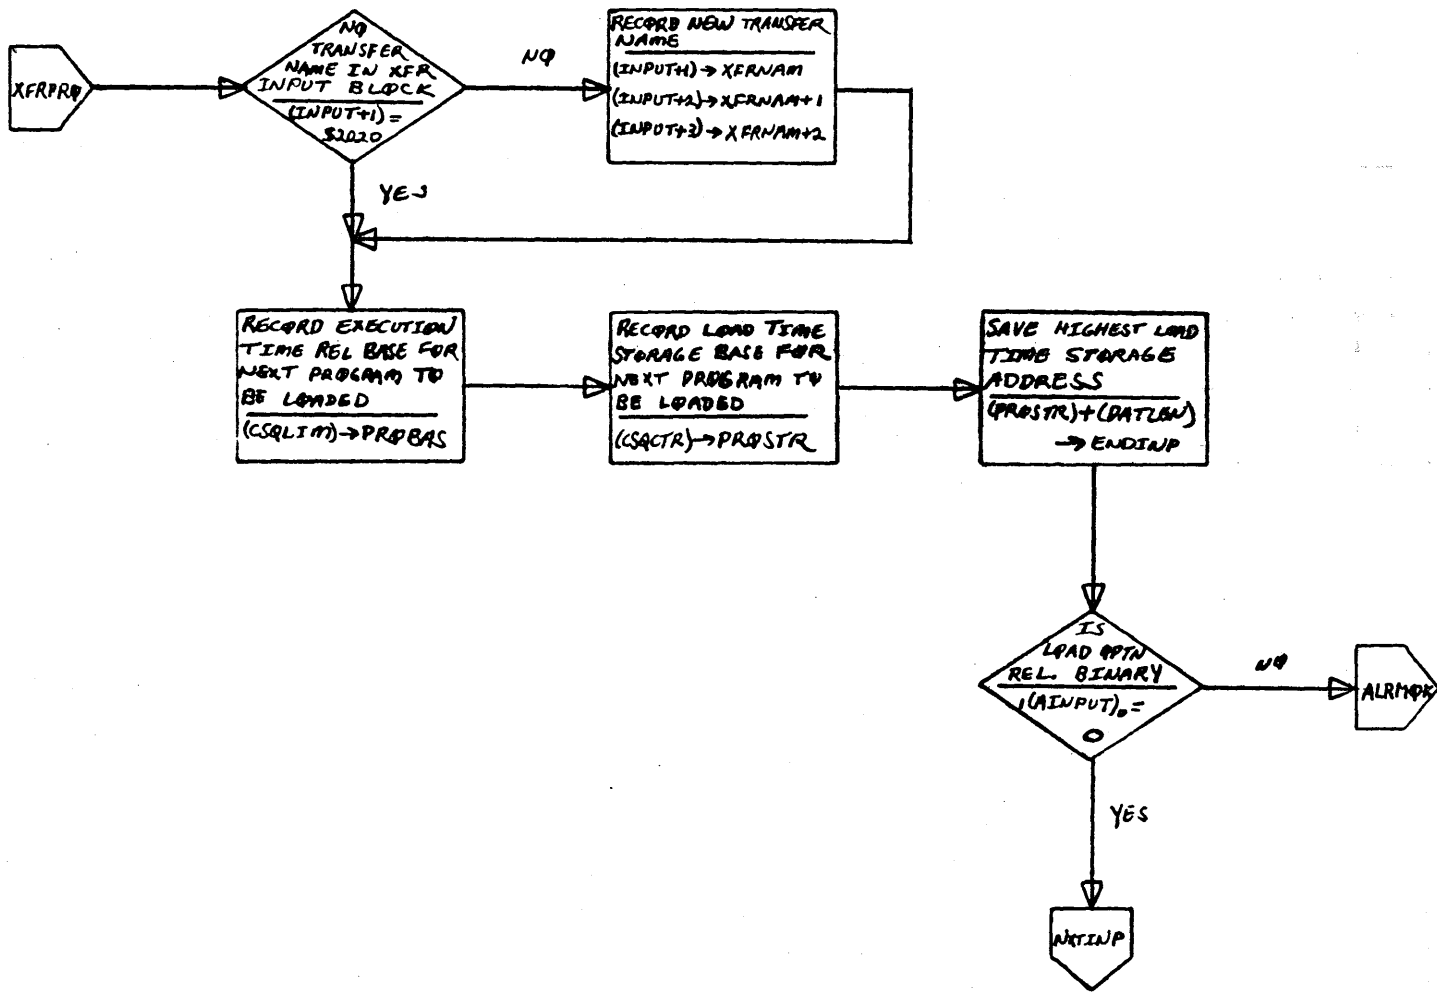 XFRPRO
NO
TRANSFER
NAME IN XFR
INPUT BLOCK
(INPUT+1) =
$2020
NO
YES
RECORD NEW TRANSFER
NAME
(INPUT+1)→XFRNAM
(INPUT+2)→XFRNAM+1
(INPUT+3)→XFRNAM+2
RECORD EXECUTION
TIME REL BASE FOR
NEXT PROGRAM TO
BE LOADED
(CSQLIM)→PROBAS
RECORD LOAD TIME
STORAGE BASE FOR
NEXT PROGRAM TO
BE LOADED
(CSQCTR)→PROSTR
SAVE HIGHEST LOAD
TIME STORAGE
ADDRESS
(PROSTR)+(DATLEN)
→ENDINP
IS
LOAD OPTN
REL. BINARY
1(AINPUT)0=
0
NO
ALRMOK
YES
NXTINP